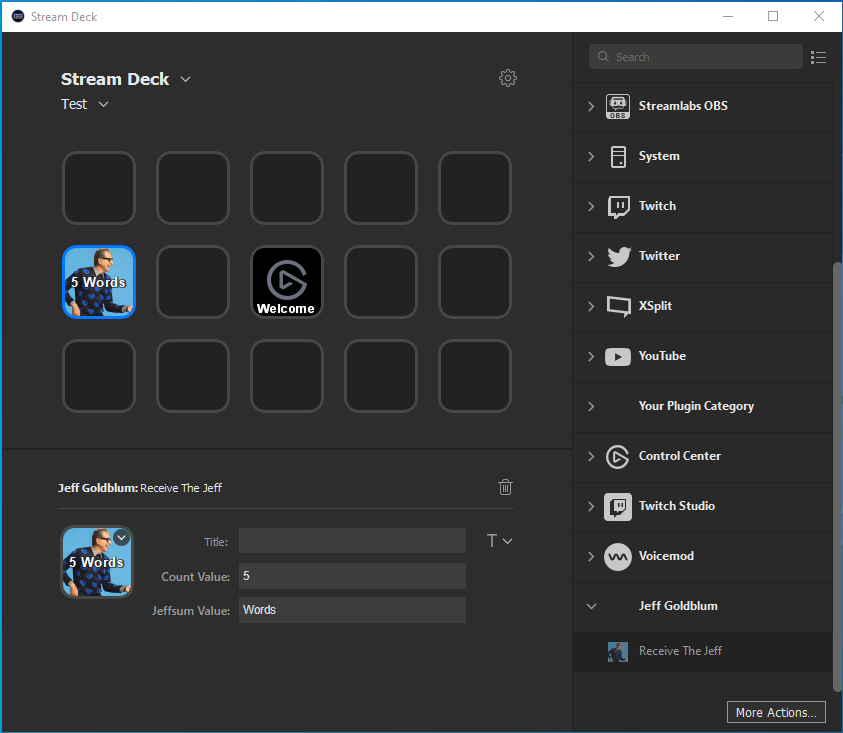 Stream Deck
Stream Deck
Test
5 Words
Welcome
Jeff Goldblum: Receive The Jeff
5 Words
Title:
T
Count Value: 5
Jeffsum Value: Words
Search
OBS
Streamlabs OBS
System
Twitch
Twitter
XSplit
YouTube
Your Plugin Category
Control Center
Twitch Studio
Voicemod
Jeff Goldblum
Receive The Jeff
More Actions...